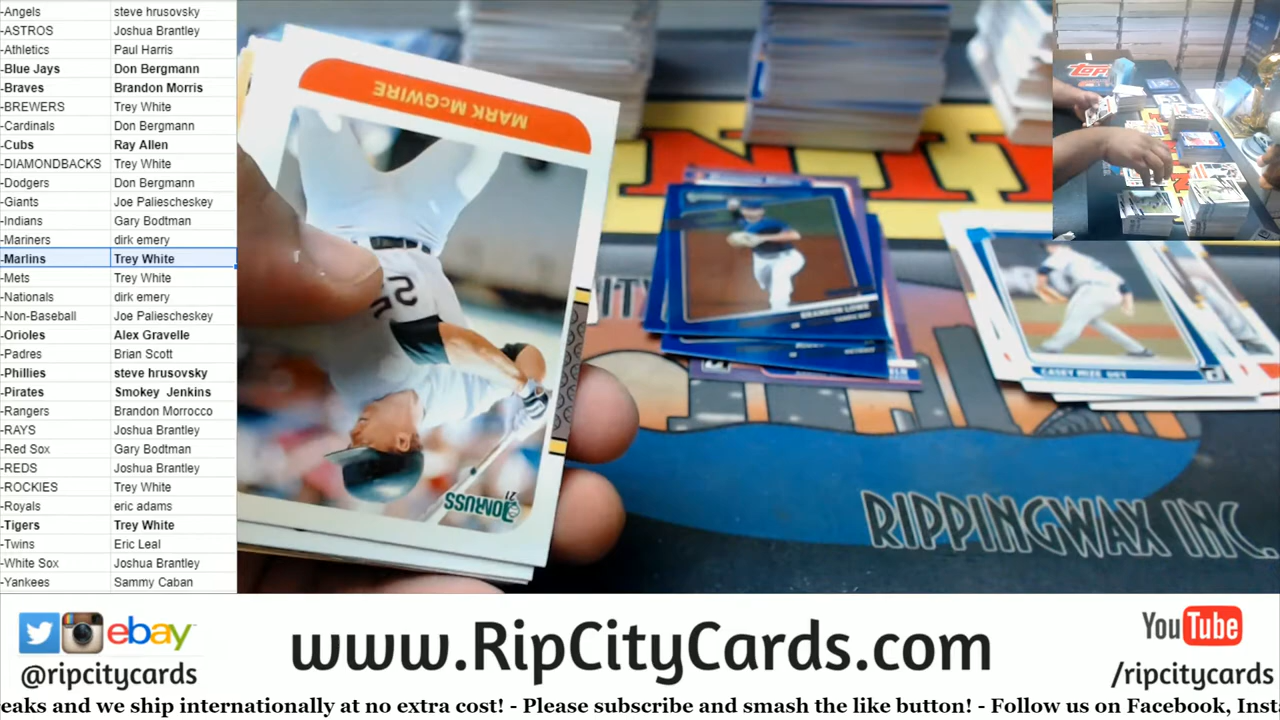 -Angels steve hrusovsky
-ASTROS Joshua Brantley
-Athletics Paul Harris
-Blue Jays Don Bergmann
-Braves Brandon Morris
-BREWERS Trey White
-Cardinals Don Bergmann
-Cubs Ray Allen
-DIAMONDBACKS Trey White
-Dodgers Don Bergmann
-Giants Joe Paliescheskey
-Indians Gary Bodtman
-Mariners dirk emery
-Marlins Trey White
-Mets Trey White
-Nationals dirk emery
-Non-Baseball Joe Paliescheskey
-Orioles Alex Gravelle
-Padres Brian Scott
-Phillies steve hrusovsky
-Pirates Smokey Jenkins
-Rangers Brandon Morrocco
-RAYS Joshua Brantley
-Red Sox Gary Bodtman
-REDS Joshua Brantley
-ROCKIES Trey White
-Royals eric adams
-Tigers Trey White
-Twins Eric Leal
-White Sox Joshua Brantley
-Yankees Sammy Caban
MARK McGWIRE
25
DONRUSS
21
BRANDON LOWE
TAMPA BAY
CASEY MIZE
RIPPINGWAX INC.
ebay
@ripcitycards
www.RipCityCards.com
YouTube
/ripcitycards
eaks and we ship internationally at no extra cost! - Please subscribe and smash the like button! - Follow us on Facebook, Inst